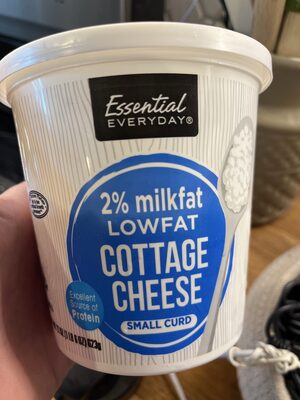 Essential
EVERYDAY®
2% milkfat
LOWFAT
COTTAGE
CHEESE
SMALL CURD
Excellent
Source of
Protein